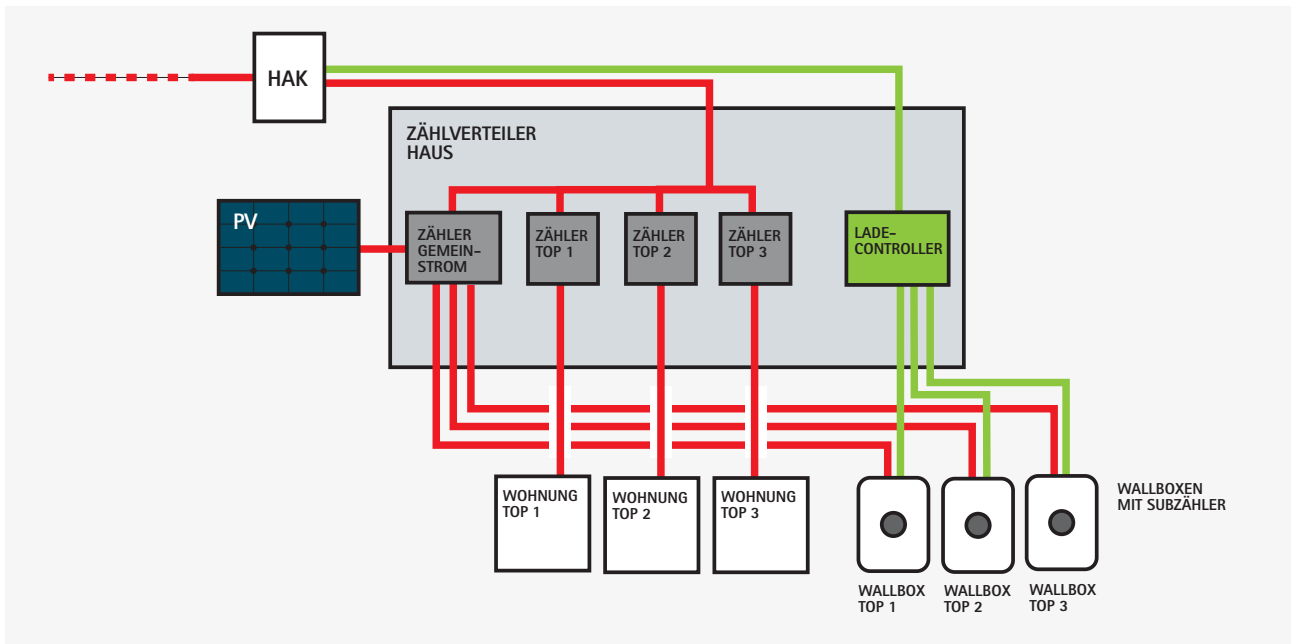 HAK
ZÄHLVERTEILER
HAUS
PV
ZÄHLER
GEMEIN-
STROM
ZÄHLER
TOP 1
ZÄHLER
TOP 2
ZÄHLER
TOP 3
LADE-
CONTROLLER
WOHNUNG
TOP 1
WOHNUNG
TOP 2
WOHNUNG
TOP 3
WALLBOXEN
MIT SUBZÄHLER
WALLBOX
TOP 1
WALLBOX
TOP 2
WALLBOX
TOP 3